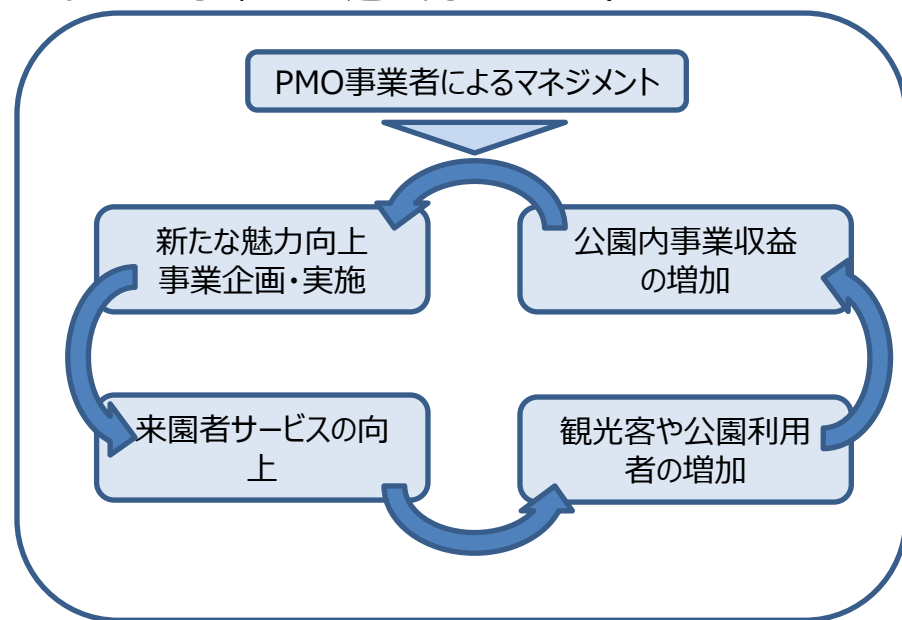 PMO事業者によるマネジメント
新たな魅力向上
事業企画・実施
公園内事業収益
の増加
来園者サービスの向
上
観光客や公園利用
者の増加